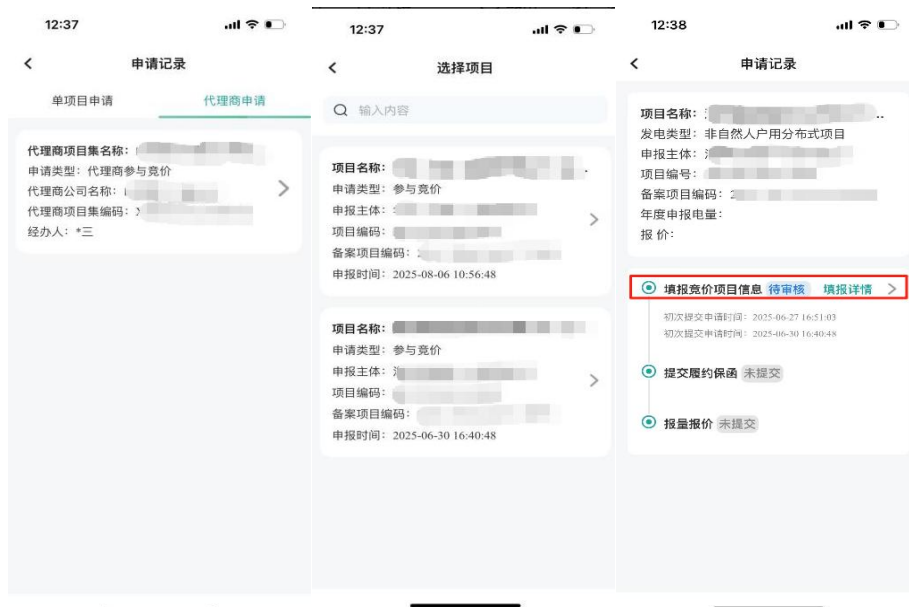 12:37
申请记录
单项目申请
代理商申请
代理商项目集名称：
申请类型：代理商参与竞价
代理商公司名称：
代理商项目集编码：
经办人：*三
12:37
选择项目
输入内容
项目名称：
申请类型：参与竞价
申报主体：
项目编码：
备案项目编码：
申报时间：2025-08-06 10:56:48
项目名称：
申请类型：参与竞价
申报主体：
项目编码：
备案项目编码：
申报时间：2025-06-30 16:40:48
12:38
申请记录
项目名称：
发电类型：非自然人户用分布式项目
申报主体：
项目编号：
备案项目编码：
年度申报电量：
报 价：
填报竞价项目信息 待审核 填报详情
初次提交申请时间：2025-06-27 16:51:03
初次提交申请时间：2025-06-30 16:40:48
提交履约保函 未提交
报量报价 未提交